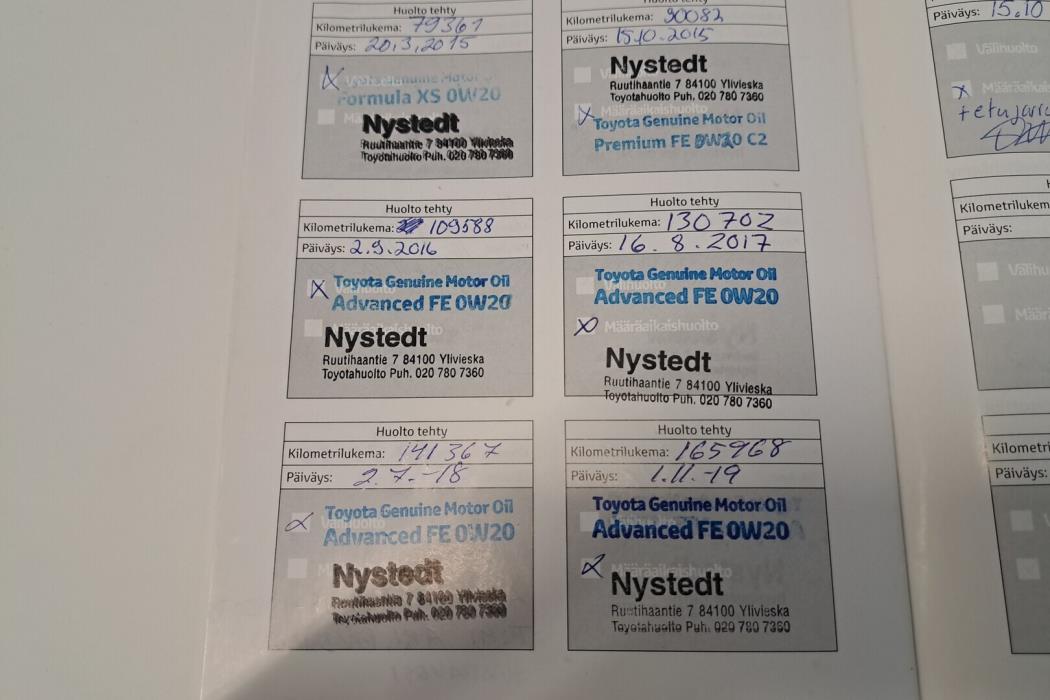 Huolto tehty
Kilometrilukema: 79361
Päiväys: 20.3.2015
Genuine Motor O
Formula XS 0W20
Nystedt
Ruutihaantie 7 84100 Ylivieska
Toyotahuolto Puh. 020 780 7360
Huolto tehty
Kilometrilukema: 90082
Päiväys: 15.10.2015
Nystedt
Ruutihaantie 7 84100 Ylivieska
Toyotahuolto Puh. 020 780 7360
X Määräaikaishuolto
Toyota Genuine Motor Oil
Premium FE 0W20 C2
Huolto tehty
Kilometrilukema: 109588
Päiväys: 2.9.2016
X Toyota Genuine Motor Oil
Advanced FE 0W20
Määräaikaishuolto
Nystedt
Ruutihaantie 7 84100 Ylivieska
Toyotahuolto Puh. 020 780 7360
Huolto tehty
Kilometrilukema: 130702
Päiväys: 16.8.2017
Toyota Genuine Motor Oil
Välihuolto
Advanced FE 0W20
X Määräaikaishuolto
Nystedt
Ruutihaantie 7 84100 Ylivieska
Toyotahuolto Puh. 020 780 7360
Huolto tehty
Kilometrilukema: 141367
Päiväys: 2.7.-18
Toyota Genuine Motor Oil
X Välihuolto
Advanced FE 0W20
Nystedt
Ruutihaantie 7 84100 Ylivieska
Toyotahuolto Puh. 020 780 7360
Huolto tehty
Kilometrilukema: 165968
Päiväys: 1.11.-19
Toyota Genuine Motor Oil
Advanced FE 0W20
X Määräaikaishuolto
Nystedt
Ruutihaantie 7 84100 Ylivieska
Toyotahuolto Puh. 020 780 7360
Päiväys: 15.10
Välihuolto
X Määräaikais
Kilometrilukem
Päiväys:
Välihu
Määrä
Kilometri
Päiväys: